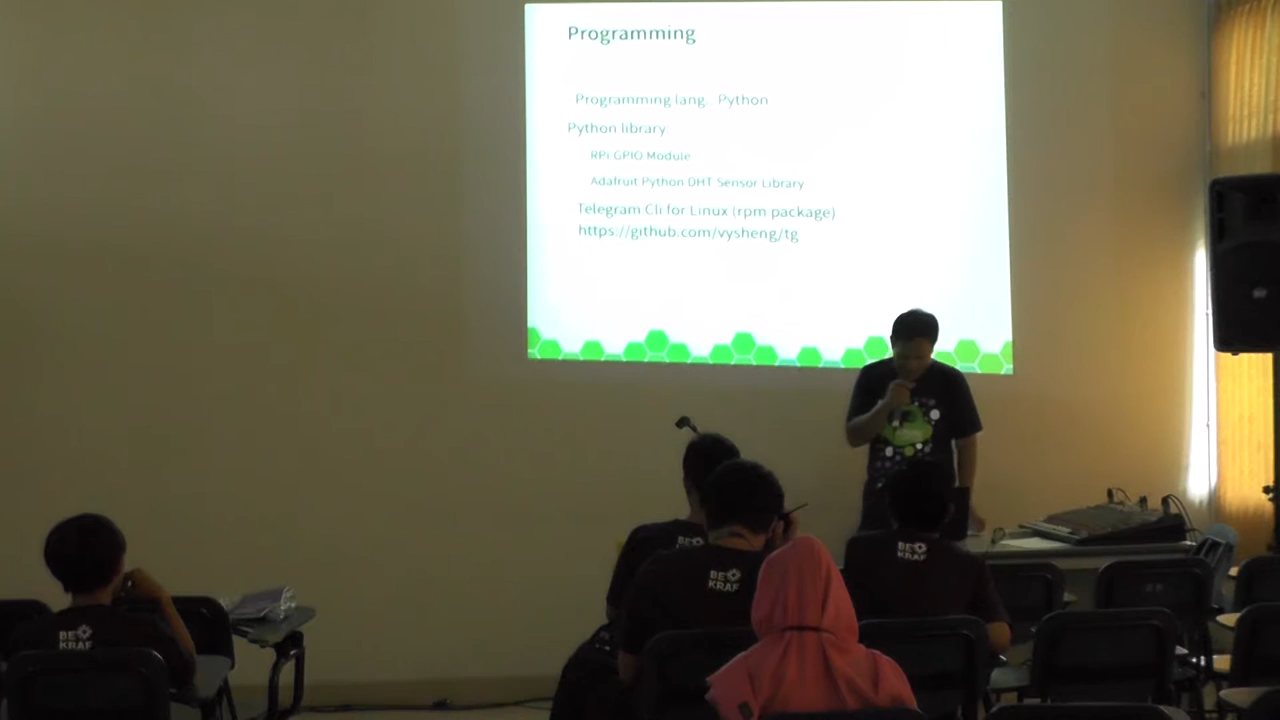 Programming
Programming lang.. Python
Python library
RPi.GPIO Module
Adafruit Python DHT Sensor Library
Telegram Cli for Linux (rpm package)
https://github.com/vysheng/tg
BE
KRAF
BE
KRAF
BE
KRAF
BE
KRAF